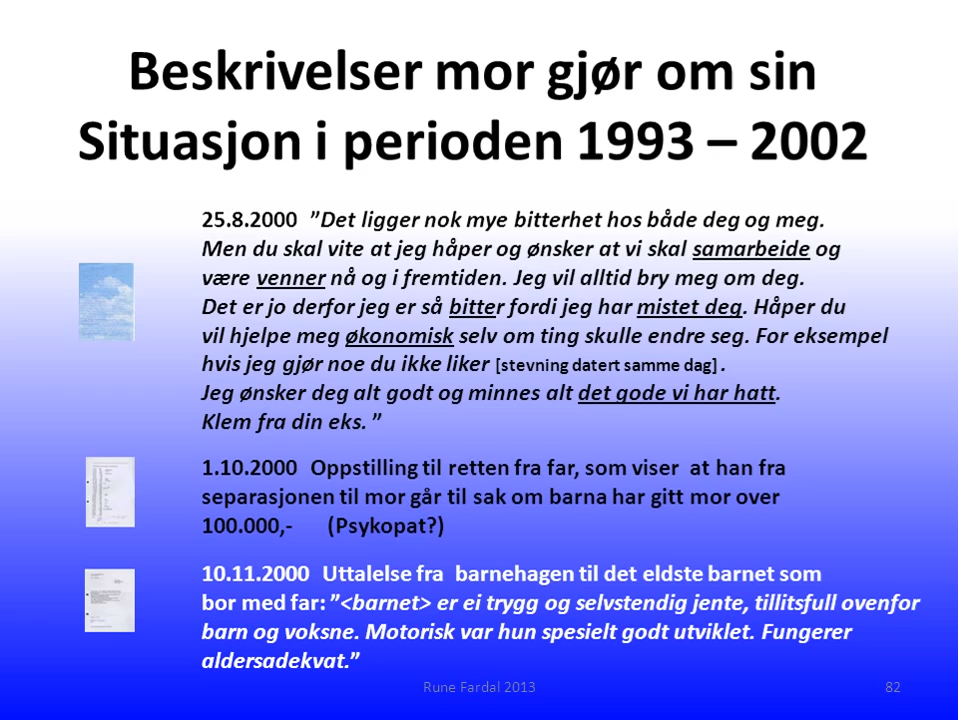 Beskrivelser mor gjør om sin
Situasjon i perioden 1993 – 2002
25.8.2000 ”Det ligger nok mye bitterhet hos både deg og meg.
Men du skal vite at jeg håper og ønsker at vi skal samarbeide og
være venner nå og i fremtiden. Jeg vil alltid bry meg om deg.
Det er jo derfor jeg er så bitter fordi jeg har mistet deg. Håper du
vil hjelpe meg økonomisk selv om ting skulle endre seg. For eksempel
hvis jeg gjør noe du ikke liker [stevning datert samme dag] .
Jeg ønsker deg alt godt og minnes alt det gode vi har hatt.
Klem fra din eks. ”
1.10.2000 Oppstilling til retten fra far, som viser at han fra
separasjonen til mor går til sak om barna har gitt mor over
100.000,- (Psykopat?)
10.11.2000 Uttalelse fra barnehagen til det eldste barnet som
bor med far: ”<barnet> er ei trygg og selvstendig jente, tillitsfull ovenfor
barn og voksne. Motorisk var hun spesielt godt utviklet. Fungerer
aldersadekvat.”
Rune Fardal 2013
82